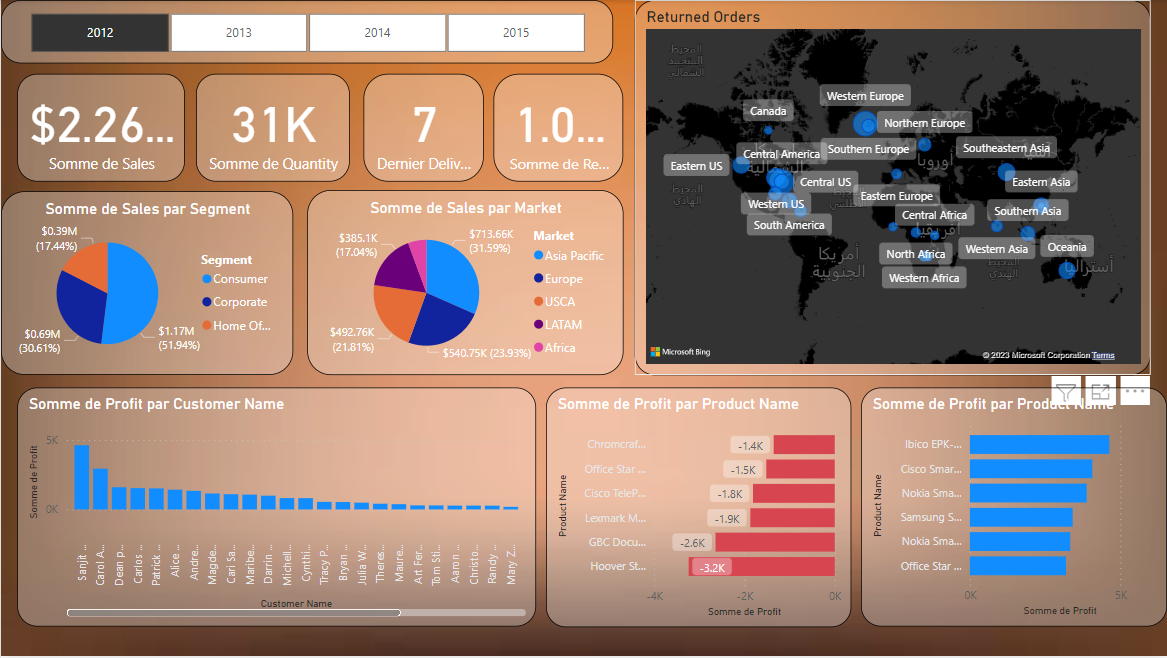 2012
2013
2014
2015
$2.26...
Somme de Sales
31K
Somme de Quantity
7
Dernier Deliv...
1.0...
Somme de Re...
Returned Orders
المحيط
المتجمد
الشمالي
Canada
Western Europe
Northern Europe
Central America
Southern Europe
Southeastern Asia
آسيا
أوروبا
Eastern US
Central US
Eastern Asia
المحيط
الهادي
Western US
Eastern Europe
Southern Asia
South America
Central Africa
أفريقيا
North Africa
Western Asia
Oceania
أمريكا
الجنوبية
المحيط
الهندي
أستراليا
Western Africa
Microsoft Bing
© 2023 Microsoft Corporation Terms
Somme de Sales par Segment
$0.39M
(17.44%)
$0.69M
(30.61%)
$1.17M
(51.94%)
Segment
Consumer
Corporate
Home Of...
Somme de Sales par Market
$385.1K
(17.04%)
$713.66K
(31.59%)
$492.76K
(21.81%)
$540.75K (23.93%)
Market
Asia Pacific
Europe
USCA
LATAM
Africa
Somme de Profit par Customer Name
Somme de Profit
5K
0K
Sanjit ...
Carol A...
Dean p...
Carlos ...
Patrick ...
Alice ...
Andre...
Magde...
Cari Sa...
Maribe...
Darrin ...
Michell...
Cynthi...
Tracy P...
Bryan ...
Julia W...
Theres...
Maure...
Art Fer...
Tom Sti...
Aaron ...
Christo...
Randy ...
Mary Z...
Customer Name
Somme de Profit par Product Name
Product Name
Chromcraf...
-1.4K
Office Star ...
-1.5K
Cisco TeleP...
-1.8K
Lexmark M...
-1.9K
GBC Docu...
-2.6K
Hoover St...
-3.2K
-4K
-2K
0K
Somme de Profit
Somme de Profit par Product Name
Product Name
Ibico EPK-...
Cisco Smar...
Nokia Sma...
Samsung S...
Nokia Sma...
Office Star ...
0K
5K
Somme de Profit